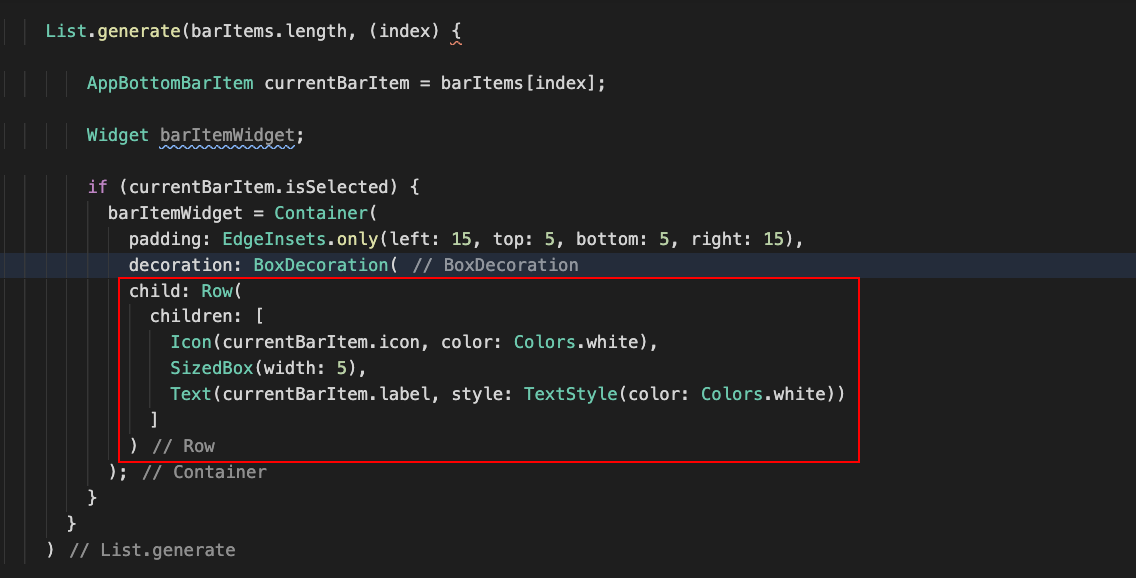 List.generate(barItems.length, (index) {
AppBottomBarItem currentBarItem = barItems[index];
Widget barItemWidget;
if (currentBarItem.isSelected) {
barItemWidget = Container(
padding: EdgeInsets.only(left: 15, top: 5, bottom: 5, right: 15),
decoration: BoxDecoration( // BoxDecoration
child: Row(
children: [
Icon(currentBarItem.icon, color: Colors.white),
SizedBox(width: 5),
Text(currentBarItem.label, style: TextStyle(color: Colors.white))
]
) // Row
); // Container
}
}
) // List.generate